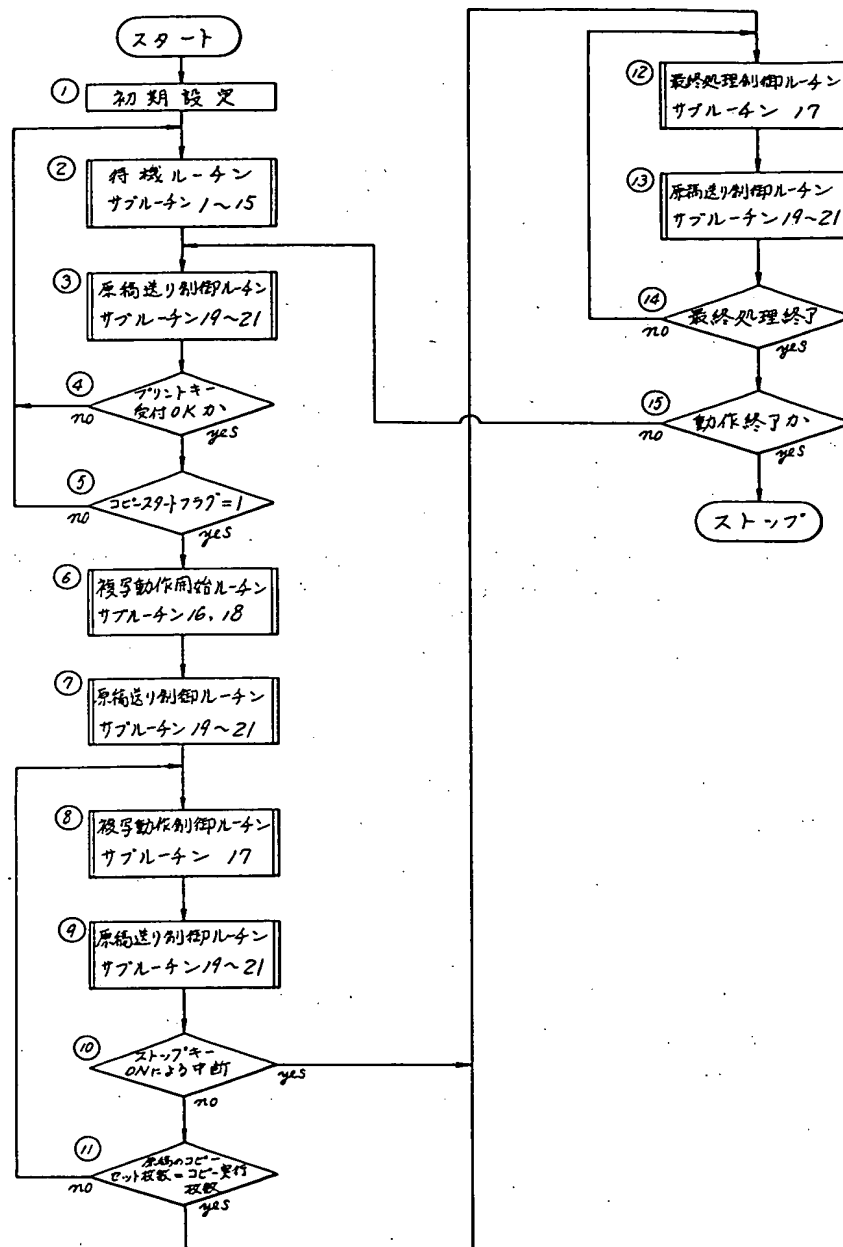 スタート
①
初期設定
②
待機ルーチン
サブルーチン 1~15
③
原稿送り制御ルーチン
サブルーチン 19~21
④
プリントキー
受付OKか
no
yes
⑤
コピースタートフラグ=1
no
yes
⑥
複写動作開始ルーチン
サブルーチン16, 18
⑦
原稿送り制御ルーチン
サブルーチン 19~21
⑧
複写動作制御ルーチン
サブルーチン 17
⑨
原稿送り制御ルーチン
サブルーチン 19~21
⑩
ストップキー
ONによる中断
yes
no
⑪
原稿のコピー
セット枚数=コピー実行
枚数
no
yes
⑫
最終処理制御ルーチン
サブルーチン 17
⑬
原稿送り制御ルーチン
サブルーチン 19~21
⑭
最終処理終了
no
yes
⑮
動作終了か
no
yes
ストップ